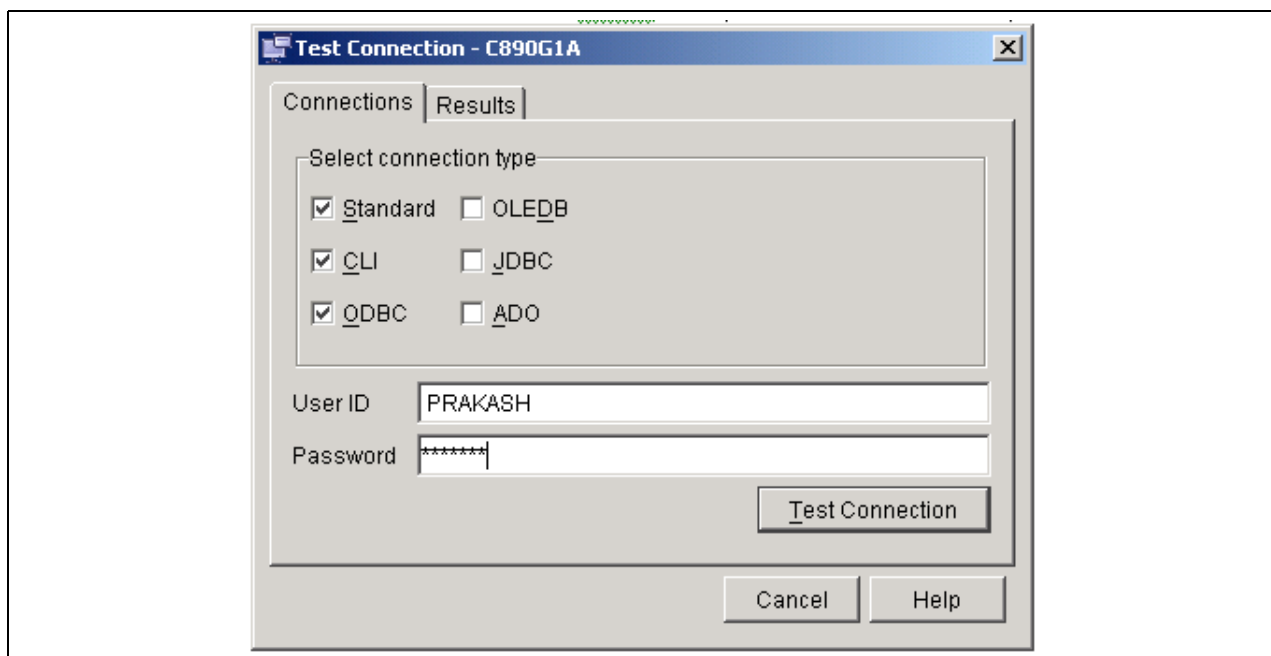 Test Connection - C890G1A
Connections Results
Select connection type
Standard OLEDB
CLI JDBC
ODBC ADO
User ID PRAKASH
Password *******
Test Connection
Cancel Help